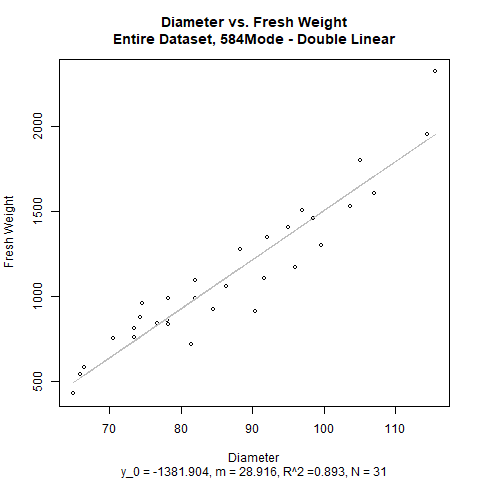 Diameter vs. Fresh Weight
Entire Dataset, 584Mode - Double Linear
Fresh Weight
2000
1500
1000
500
70 80 90 100 110
Diameter
y_0 = -1381.904, m = 28.916, R^2 =0.893, N = 31